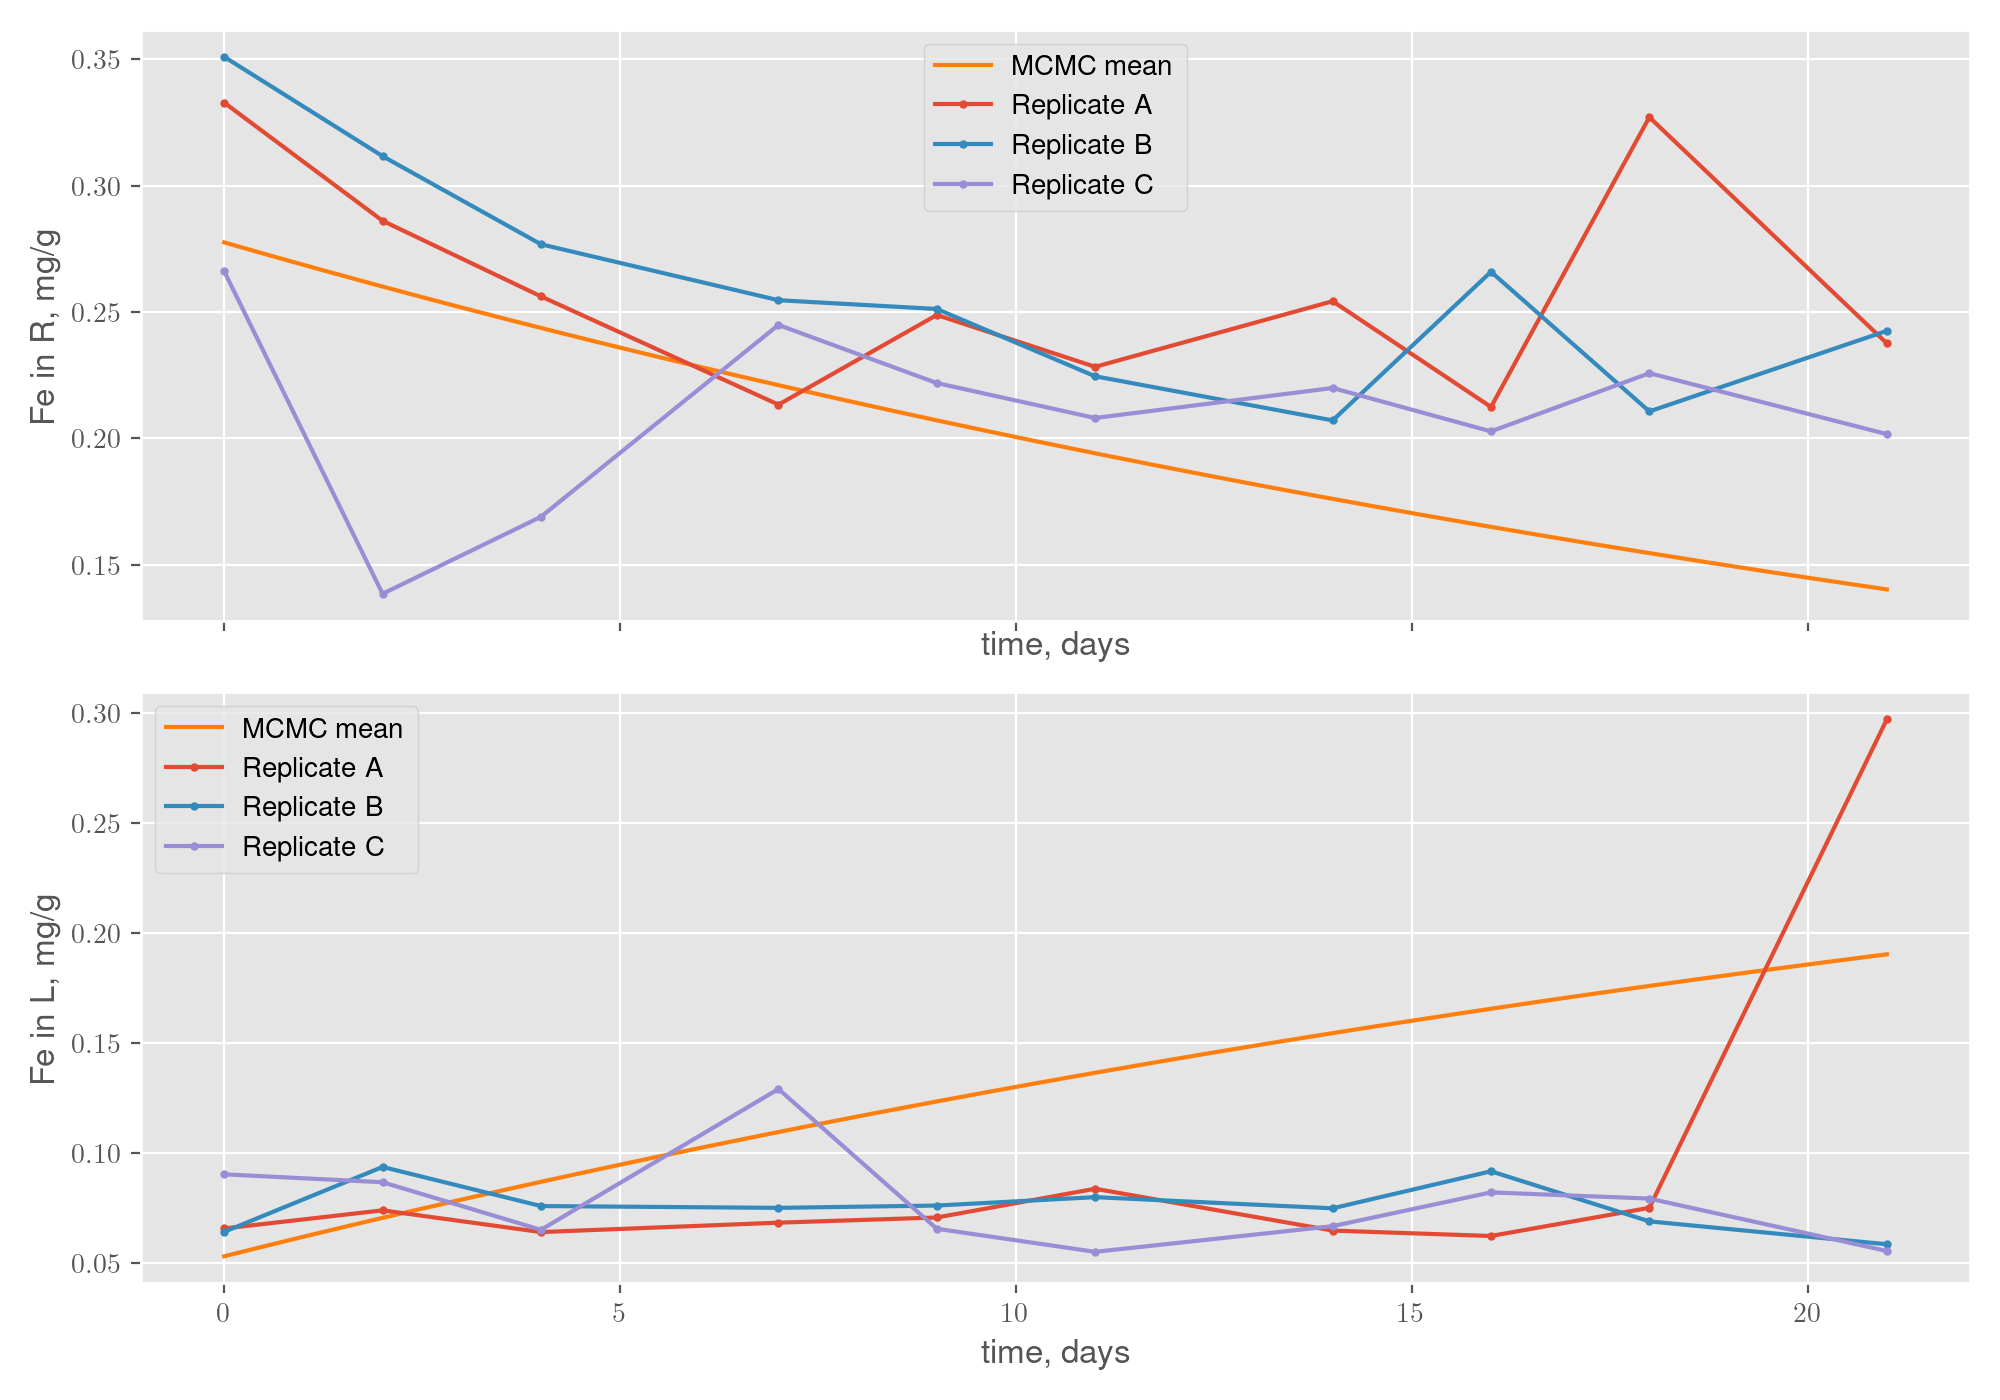 0.35
0.30
0.25
0.20
0.15
Fe in R, mg/g
MCMC mean
Replicate A
Replicate B
Replicate C
time, days
0.30
0.25
0.20
0.15
0.10
0.05
Fe in L, mg/g
MCMC mean
Replicate A
Replicate B
Replicate C
0 5 10 15 20
time, days